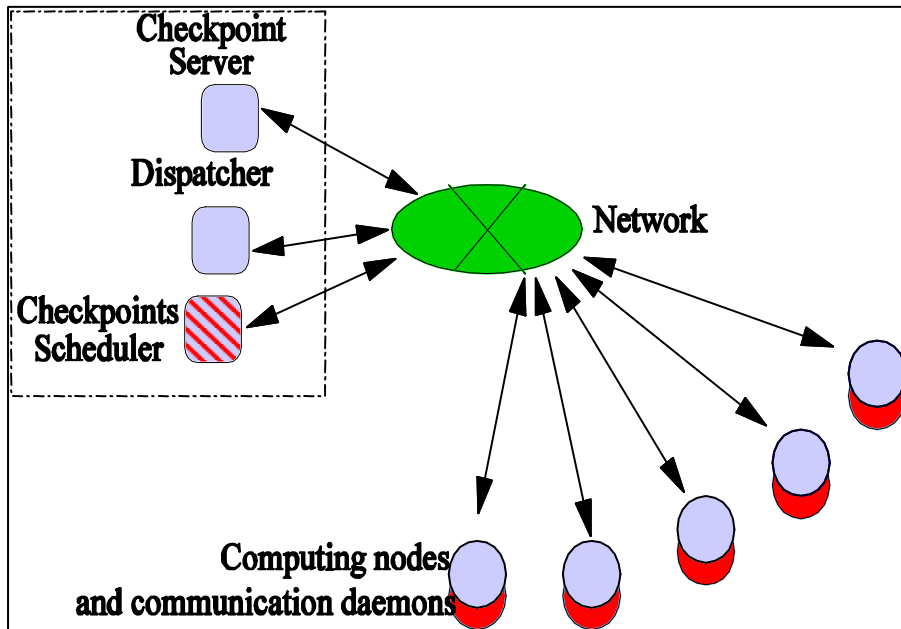 Checkpoint
Server
Dispatcher
Network
Checkpoints
Scheduler
Computing nodes
and communication daemons